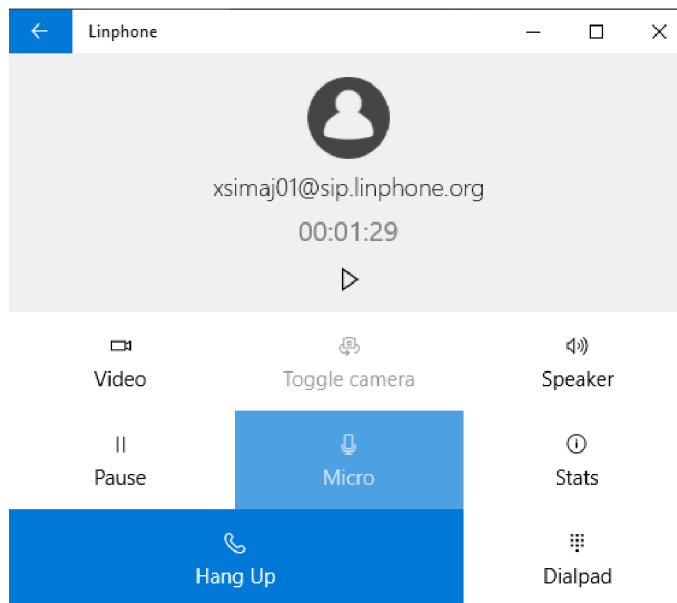 Linphone
xsimaj01@sip.linphone.org
00:01:29
Video
Toggle camera
Speaker
Pause
Micro
Stats
Hang Up
Dialpad